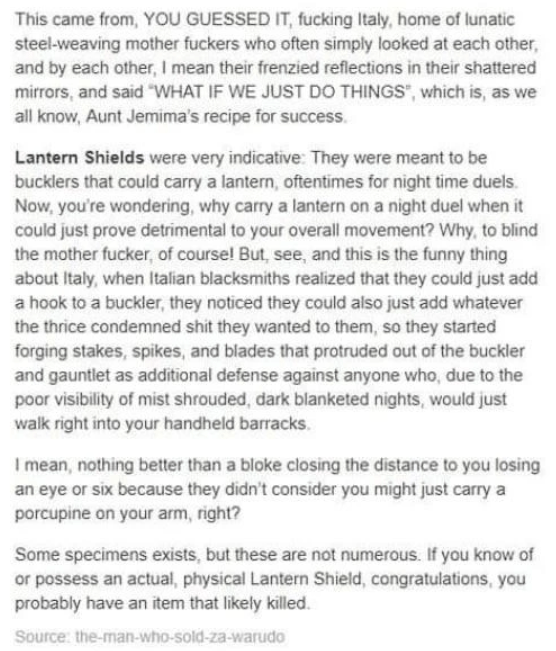 This came from, YOU GUESSED IT, fucking Italy, home of lunatic
steel-weaving mother fuckers who often simply looked at each other,
and by each other, I mean their frenzied reflections in their shattered
mirrors, and said "WHAT IF WE JUST DO THINGS", which is, as we
all know, Aunt Jemima's recipe for success.
Lantern Shields were very indicative: They were meant to be
bucklers that could carry a lantern, oftentimes for night time duels.
Now, you're wondering, why carry a lantern on a night duel when it
could just prove detrimental to your overall movement? Why, to blind
the mother fucker, of course! But, see, and this is the funny thing
about Italy, when Italian blacksmiths realized that they could just add
a hook to a buckler, they noticed they could also just add whatever
the thrice condemned shit they wanted to them, so they started
forging stakes, spikes, and blades that protruded out of the buckler
and gauntlet as additional defense against anyone who, due to the
poor visibility of mist shrouded, dark blanketed nights, would just
walk right into your handheld barracks.
I mean, nothing better than a bloke closing the distance to you losing
an eye or six because they didn't consider you might just carry a
porcupine on your arm, right?
Some specimens exists, but these are not numerous. If you know of
or possess an actual, physical Lantern Shield, congratulations, you
probably have an item that likely killed.
Source: the-man-who-sold-za-warudo